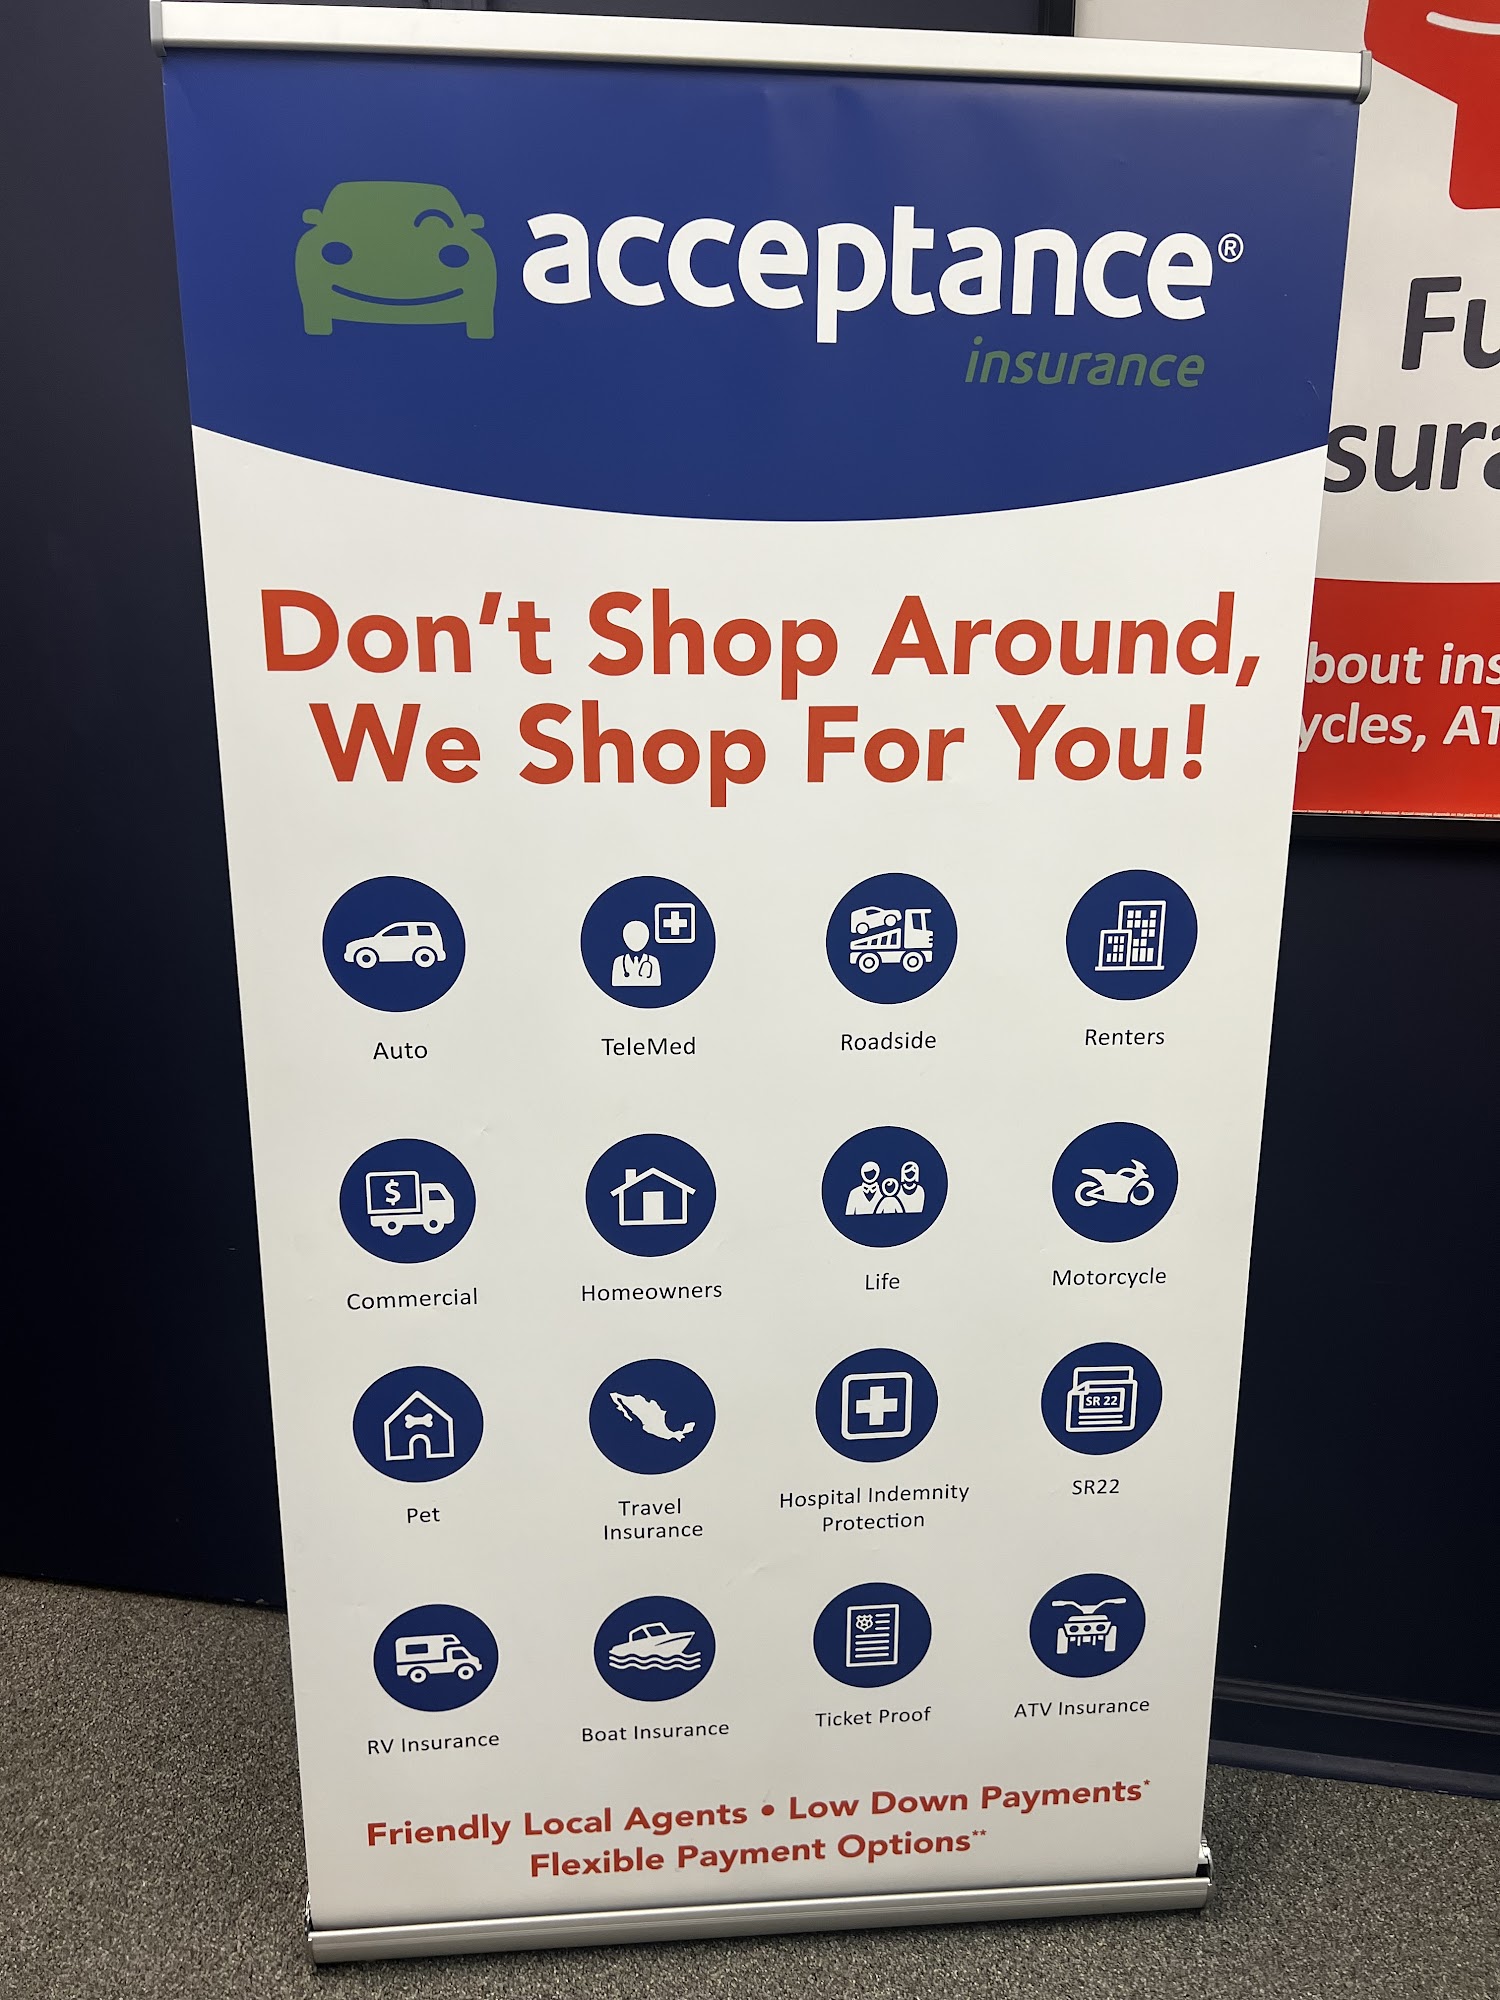 acceptance®
insurance
Don't Shop Around,
We Shop For You!
Auto
TeleMed
Roadside
Renters
$
Commercial
Homeowners
Life
Motorcycle
Pet
Travel
Insurance
Hospital Indemnity
Protection
SR 22
SR22
RV Insurance
Boat Insurance
Ticket Proof
ATV Insurance
Friendly Local Agents • Low Down Payments*
Flexible Payment Options**
Fu
sura
bout ins
ycles, AT